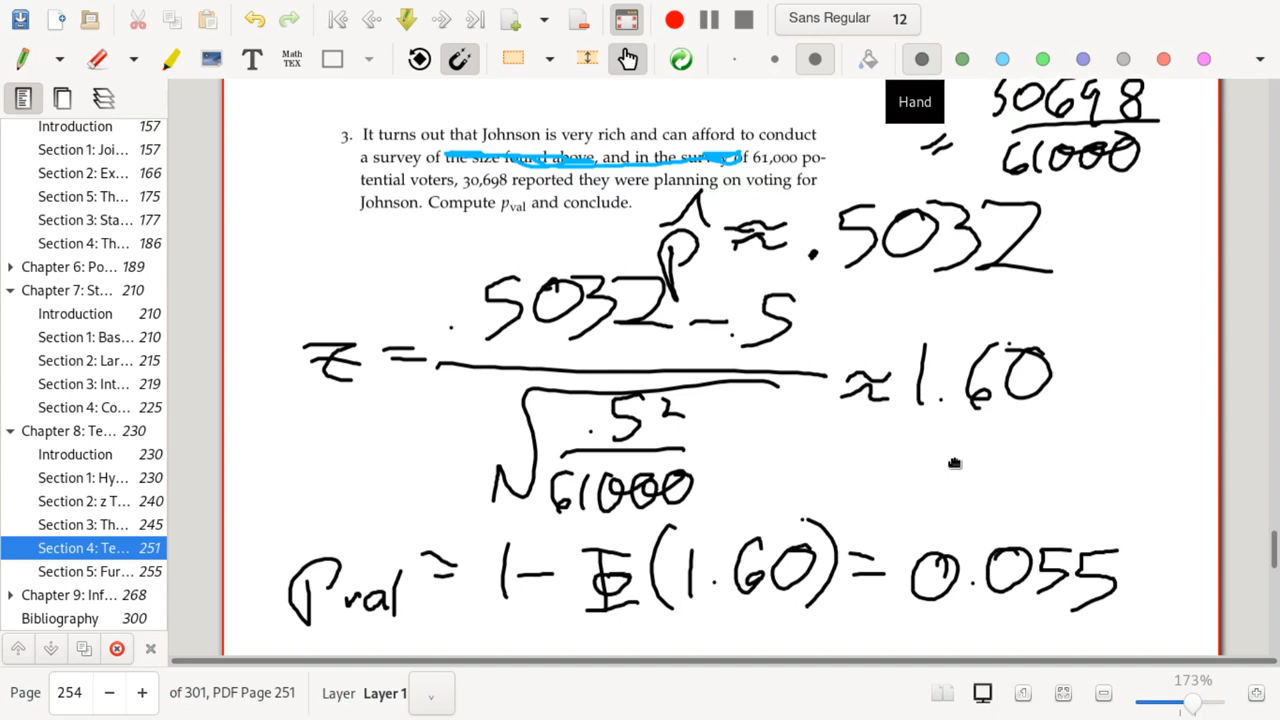 Sans Regular 12
T Math TEX
Hand
Introduction 157
Section 1: Joi... 157
Section 2: Ex... 166
Section 5: Th... 175
Section 3: Sta... 177
Section 4: Th... 186
Chapter 6: Po... 189
Chapter 7: St... 210
Introduction 210
Section 1: Bas... 210
Section 2: Lar... 215
Section 3: Int... 219
Section 4: Co... 225
Chapter 8: Te... 230
Introduction 230
Section 1: Hy... 230
Section 2: z T... 240
Section 3: Th... 245
Section 4: Te... 251
Section 5: Fur... 255
Chapter 9: Inf... 268
Bibliography 300
= 30698 / 61000
3. It turns out that Johnson is very rich and can afford to conduct
a survey of the size found above, and in the survey of 61,000 po-
tential voters, 30,698 reported they were planning on voting for
Johnson. Compute pval and conclude.
p̂ ≈ .5032
z = (.5032 - .5) / √(.5² / 61000) ≈ 1.60
Pval = 1 - Φ(1.60) = 0.055
Page 254 of 301, PDF Page 251 Layer Layer 1
173%